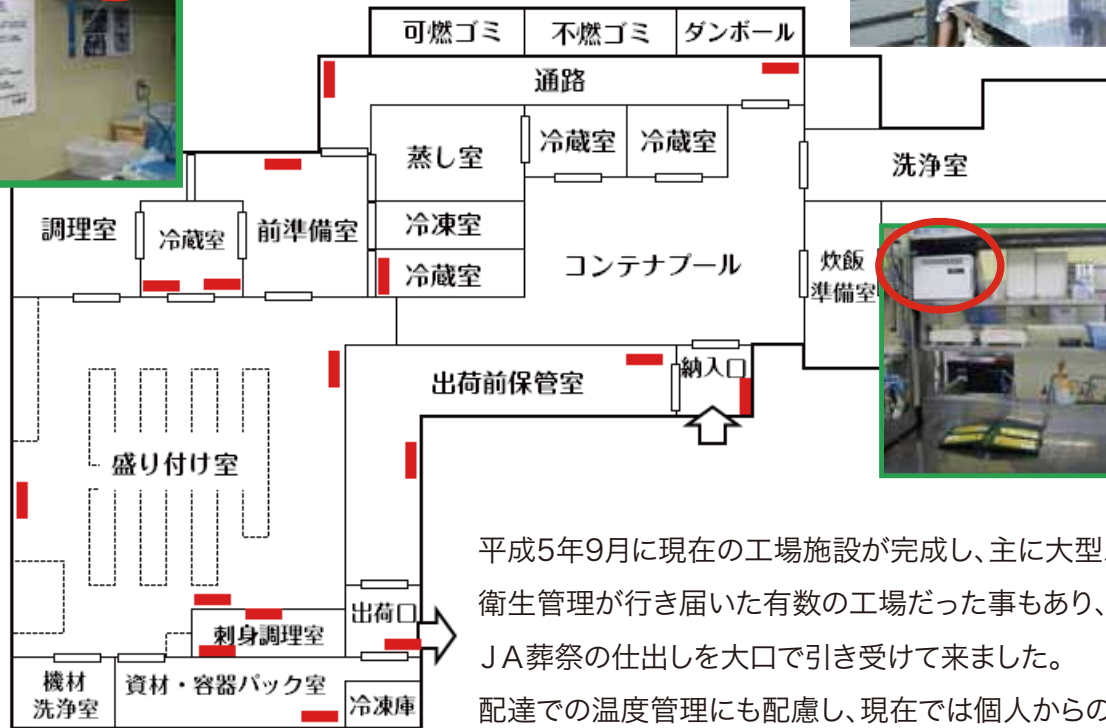 可燃ゴミ
不燃ゴミ
ダンボール
通路
蒸し室
冷蔵室
冷蔵室
洗浄室
調理室
冷蔵室
前準備室
冷凍室
冷蔵室
コンテナプール
炊飯
準備室
出荷前保管室
納入口
盛り付け室
出荷口
刺身調理室
機材
洗浄室
資材・容器パック室
冷凍庫
平成5年9月に現在の工場施設が完成し、主に大型
衛生管理が行き届いた有数の工場だった事もあり、
ＪＡ葬祭の仕出しを大口で引き受けて来ました。
配達での温度管理にも配慮し、現在では個人からの